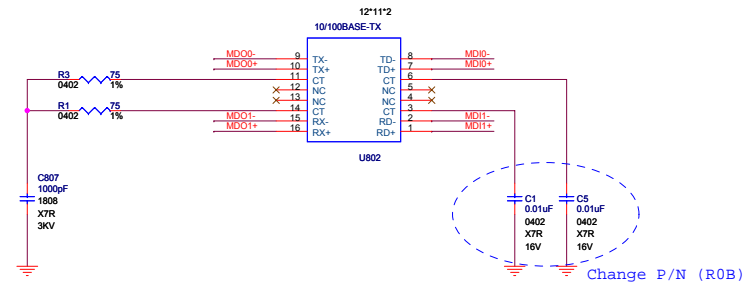 12*11*2
10/100BASE-TX
MDO0- 9 TX- TD- 8 MDI0-
MDO0+ 10 TX+ TD+ 7 MDI0+
R3 75 11 CT CT 6
0402 1% 12 NC NC 5
13 NC NC 4
R1 75 14 CT CT 3
0402 1% MDO1- 15 RX- RD- 2 MDI1-
MDO1+ 16 RX+ RD+ 1 MDI1+
U802
C807
1000pF
1808
X7R
3KV
C1 C5
0.01uF 0.01uF
0402 0402
X7R X7R
16V 16V
Change P/N (R0B)